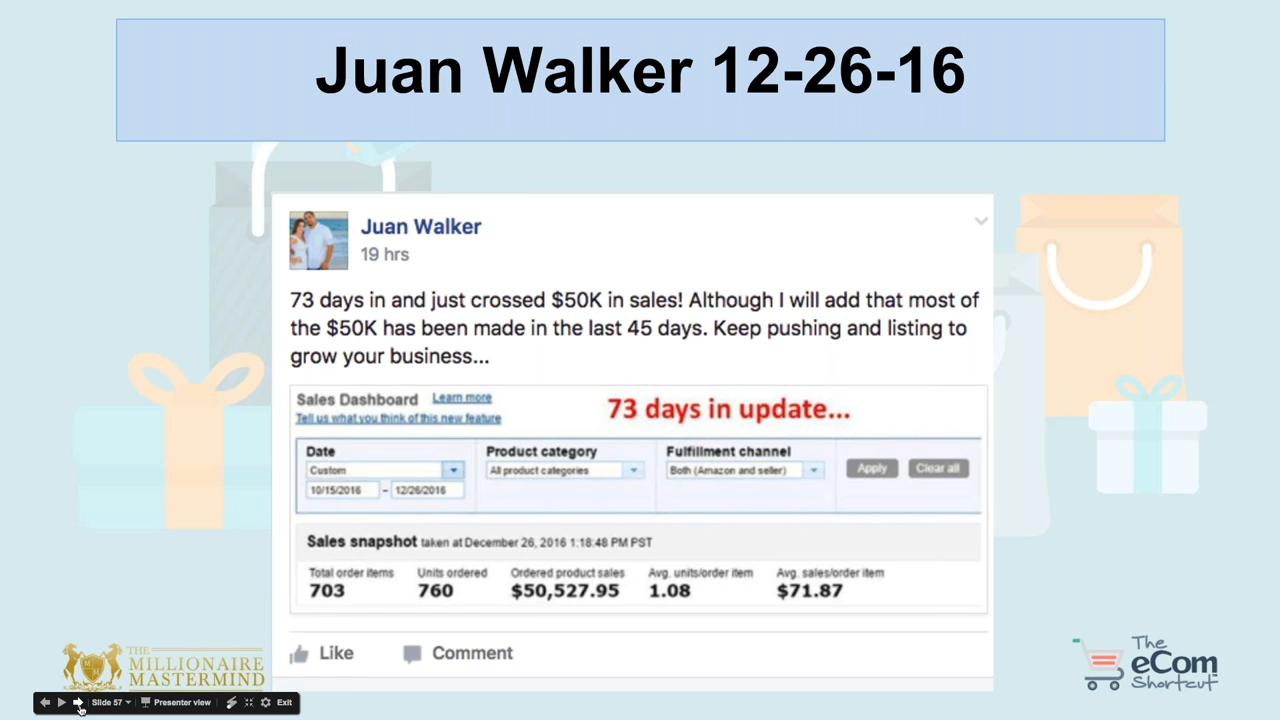 Juan Walker 12-26-16
Juan Walker
19 hrs
73 days in and just crossed $50K in sales! Although I will add that most of
the $50K has been made in the last 45 days. Keep pushing and listing to
grow your business...
Sales Dashboard Learn more
Tell us what you think of this new feature
73 days in update...
Date Product category Fulfillment channel
Custom All product categories Both (Amazon and seller) Apply Clear all
10/15/2016 - 12/26/2016
Sales snapshot taken at December 26, 2016 1:18:48 PM PST
Total order items Units ordered Ordered product sales Avg. units/order item Avg. sales/order item
703 760 $50,527.95 1.08 $71.87
Like Comment
THE
MILLIONAIRE
MASTERMIND
The
eCom
Shortcut
Slide 57 Presenter view Exit